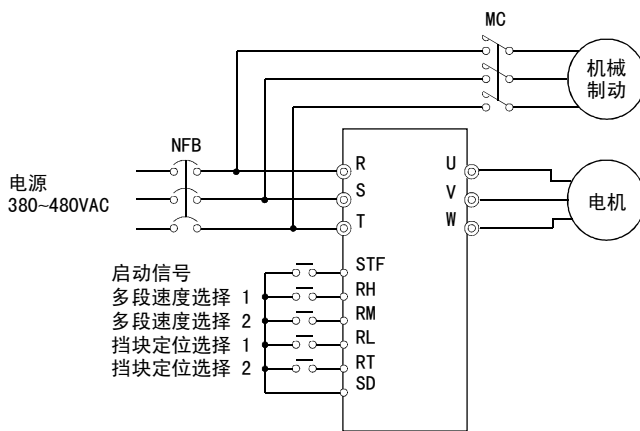 MC
机械
制动
NFB
电源
380~480VAC
R
S
T
U
V
W
电机
启动信号
STF
多段速度选择 1
RH
多段速度选择 2
RM
挡块定位选择 1
RL
挡块定位选择 2
RT
SD